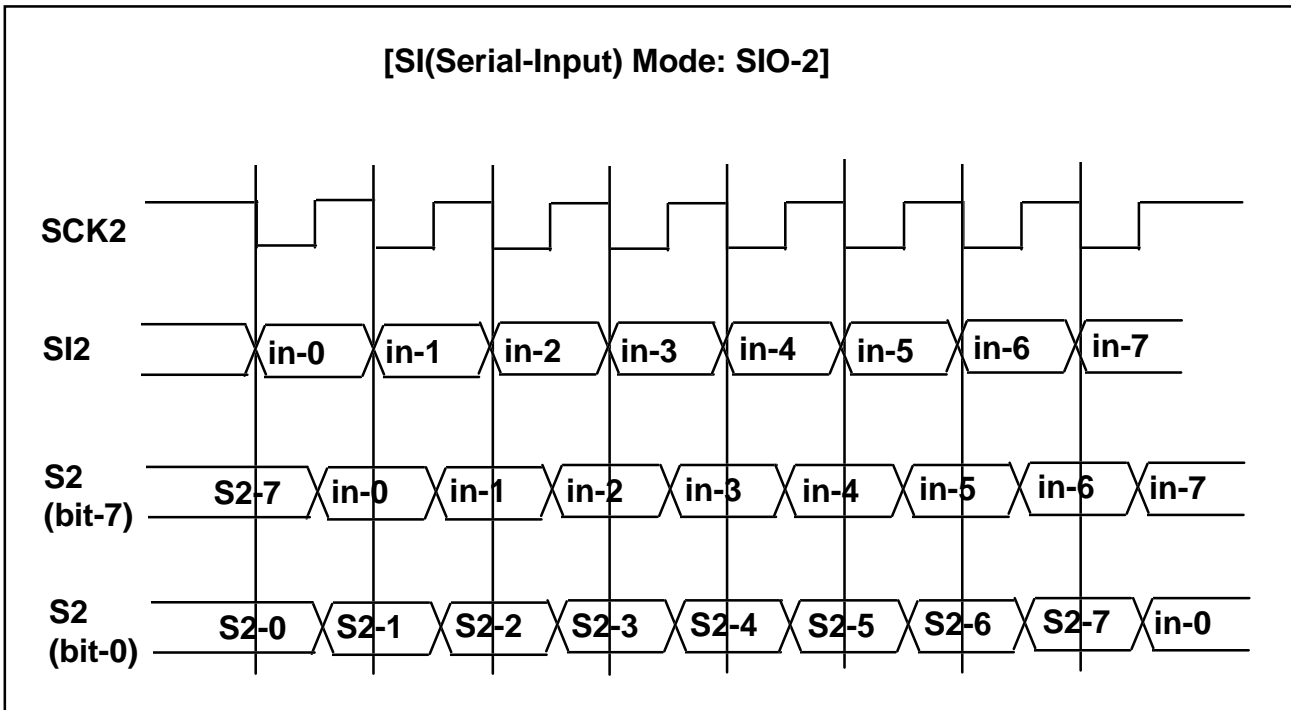 [SI(Serial-Input) Mode: SIO-2]
SCK2
SI2 in-0 in-1 in-2 in-3 in-4 in-5 in-6 in-7
S2 (bit-7) S2-7 in-0 in-1 in-2 in-3 in-4 in-5 in-6 in-7
S2 (bit-0) S2-0 S2-1 S2-2 S2-3 S2-4 S2-5 S2-6 S2-7 in-0